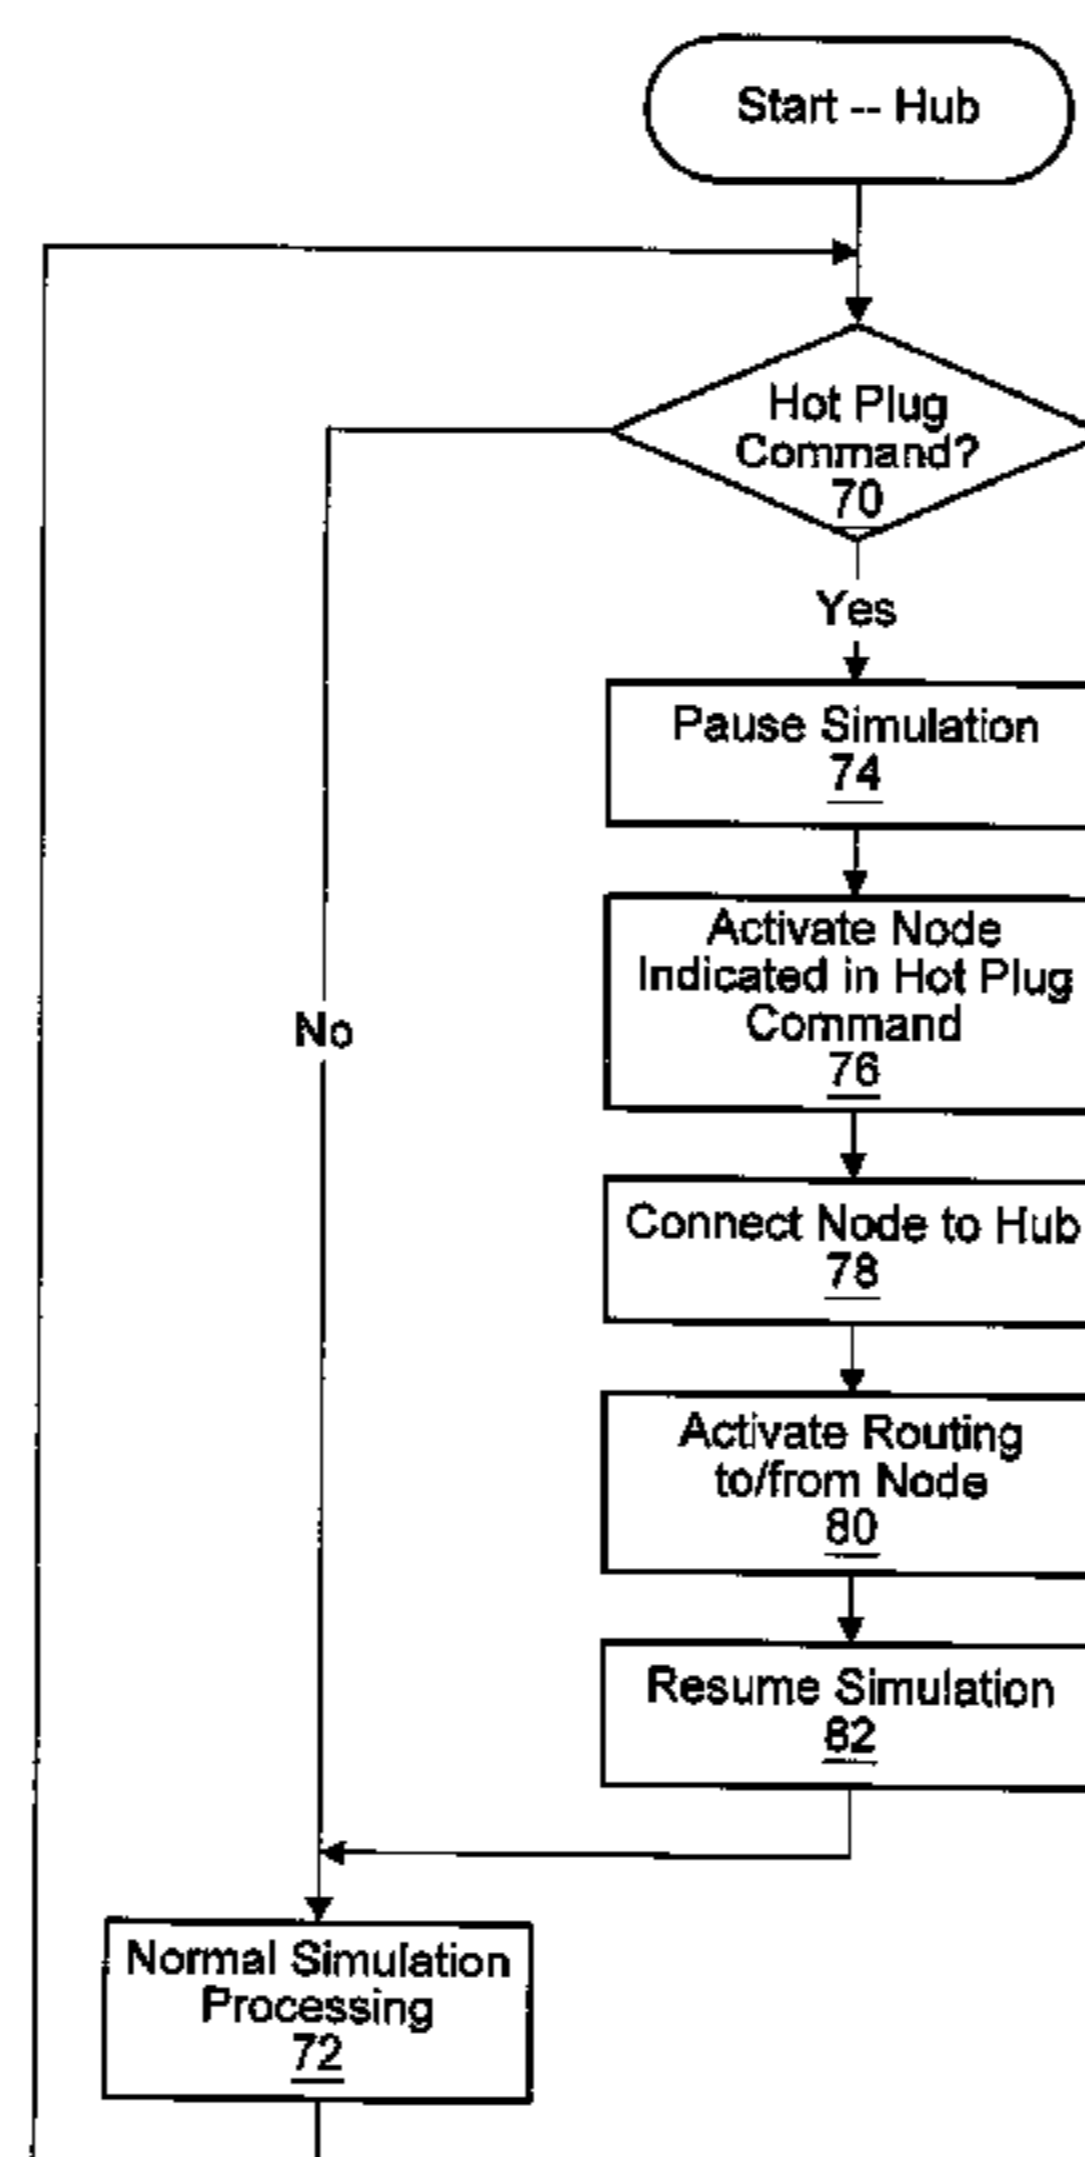 Start -- Hub
Hot Plug
Command?
70
Yes
Pause Simulation
74
Activate Node
Indicated in Hot Plug
Command
76
No
Connect Node to Hub
78
Activate Routing
to/from Node
80
Resume Simulation
82
Normal Simulation
Processing
72